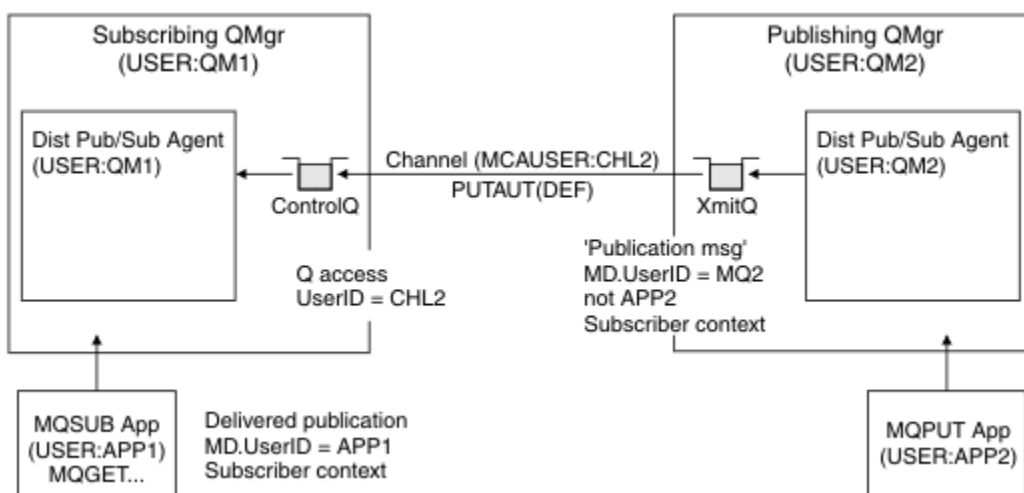 Subscribing QMgr
(USER:QM1)
Publishing QMgr
(USER:QM2)
Dist Pub/Sub Agent
(USER:QM1)
Channel (MCAUSER:CHL2)
PUTAUT(DEF)
Dist Pub/Sub Agent
(USER:QM2)
ControlQ
XmitQ
Q access
UserID = CHL2
'Publication msg'
MD.UserID = MQ2
not APP2
Subscriber context
MQSUB App
(USER:APP1)
MQGET...
Delivered publication
MD.UserID = APP1
Subscriber context
MQPUT App
(USER:APP2)